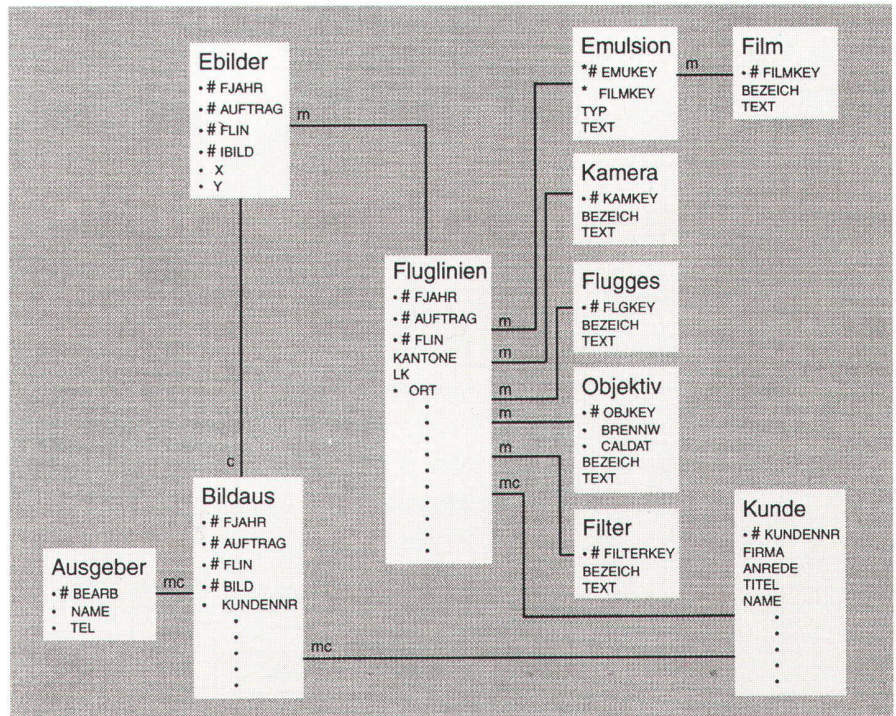 Ebilder
• # FJAHR
• # AUFTRAG
• # FLIN
• # IBILD
• X
• Y
m
Emulsion
*# EMUKEY
* FILMKEY
TYP
TEXT
m
Film
• # FILMKEY
BEZEICH
TEXT
Kamera
• # KAMKEY
BEZEICH
TEXT
Fluglinien
• # FJAHR
• # AUFTRAG
• # FLIN
KANTONE
LK
• ORT
•
•
•
•
•
•
•
•
•
•
m
m
m
m
m
mc
Flugges
• # FLGKEY
BEZEICH
TEXT
Objektiv
• # OBJKEY
• BRENNW
• CALDAT
BEZEICH
TEXT
Filter
• # FILTERKEY
BEZEICH
TEXT
c
Bildaus
• # FJAHR
• # AUFTRAG
• # FLIN
• # BILD
• KUNDENNR
•
•
•
•
•
Ausgeber
• # BEARB
• NAME
• TEL
mc
mc
Kunde
• # KUNDENNR
FIRMA
ANREDE
TITEL
NAME
•
•
•
•
•